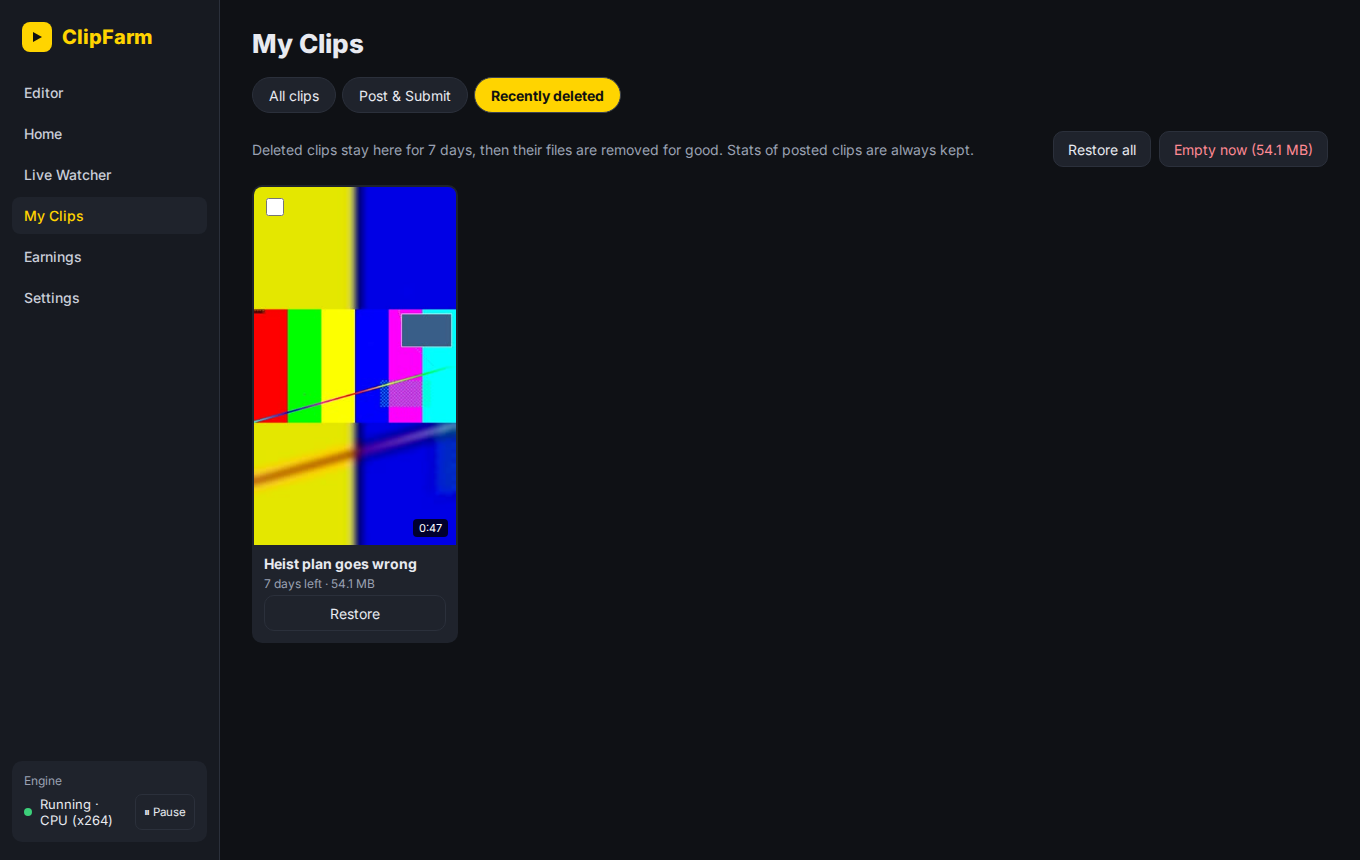 ClipFarm
Editor
Home
Live Watcher
My Clips
Earnings
Settings
Engine
Running ·
CPU (x264)
Pause
My Clips
All clips
Post & Submit
Recently deleted
Deleted clips stay here for 7 days, then their files are removed for good. Stats of posted clips are always kept.
Restore all
Empty now (54.1 MB)
0:47
Heist plan goes wrong
7 days left · 54.1 MB
Restore